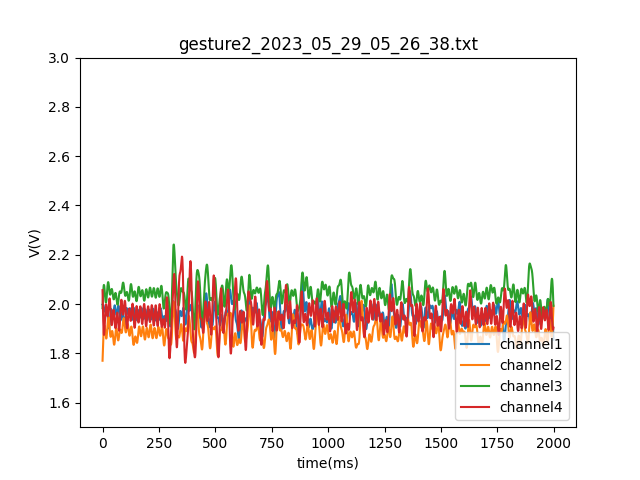 gesture2_2023_05_29_05_26_38.txt
3.0
2.8
2.6
2.4
2.2
2.0
1.8
1.6
V(V)
channel1
channel2
channel3
channel4
0 250 500 750 1000 1250 1500 1750 2000
time(ms)